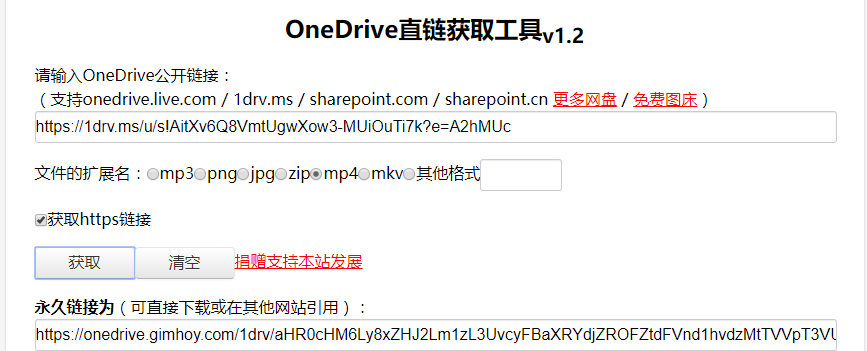 OneDrive直链获取工具v1.2
请输入OneDrive公开链接：
（支持onedrive.live.com / 1drv.ms / sharepoint.com / sharepoint.cn 更多网盘 / 免费图床）
https://1drv.ms/u/s!AitXv6Q8VmtUgwXow3-MUiOuTi7k?e=A2hMUc
文件的扩展名：mp3 png jpg zip mp4 mkv 其他格式
获取https链接
获取 清空 捐赠支持本站发展
永久链接为（可直接下载或在其他网站引用）：
https://onedrive.gimhoy.com/1drv/aHR0cHM6Ly8xZHJ2Lm1zL3UvcyFBaXRYdjZROFZtdFVnd1hvdzMtTVVpT3VU